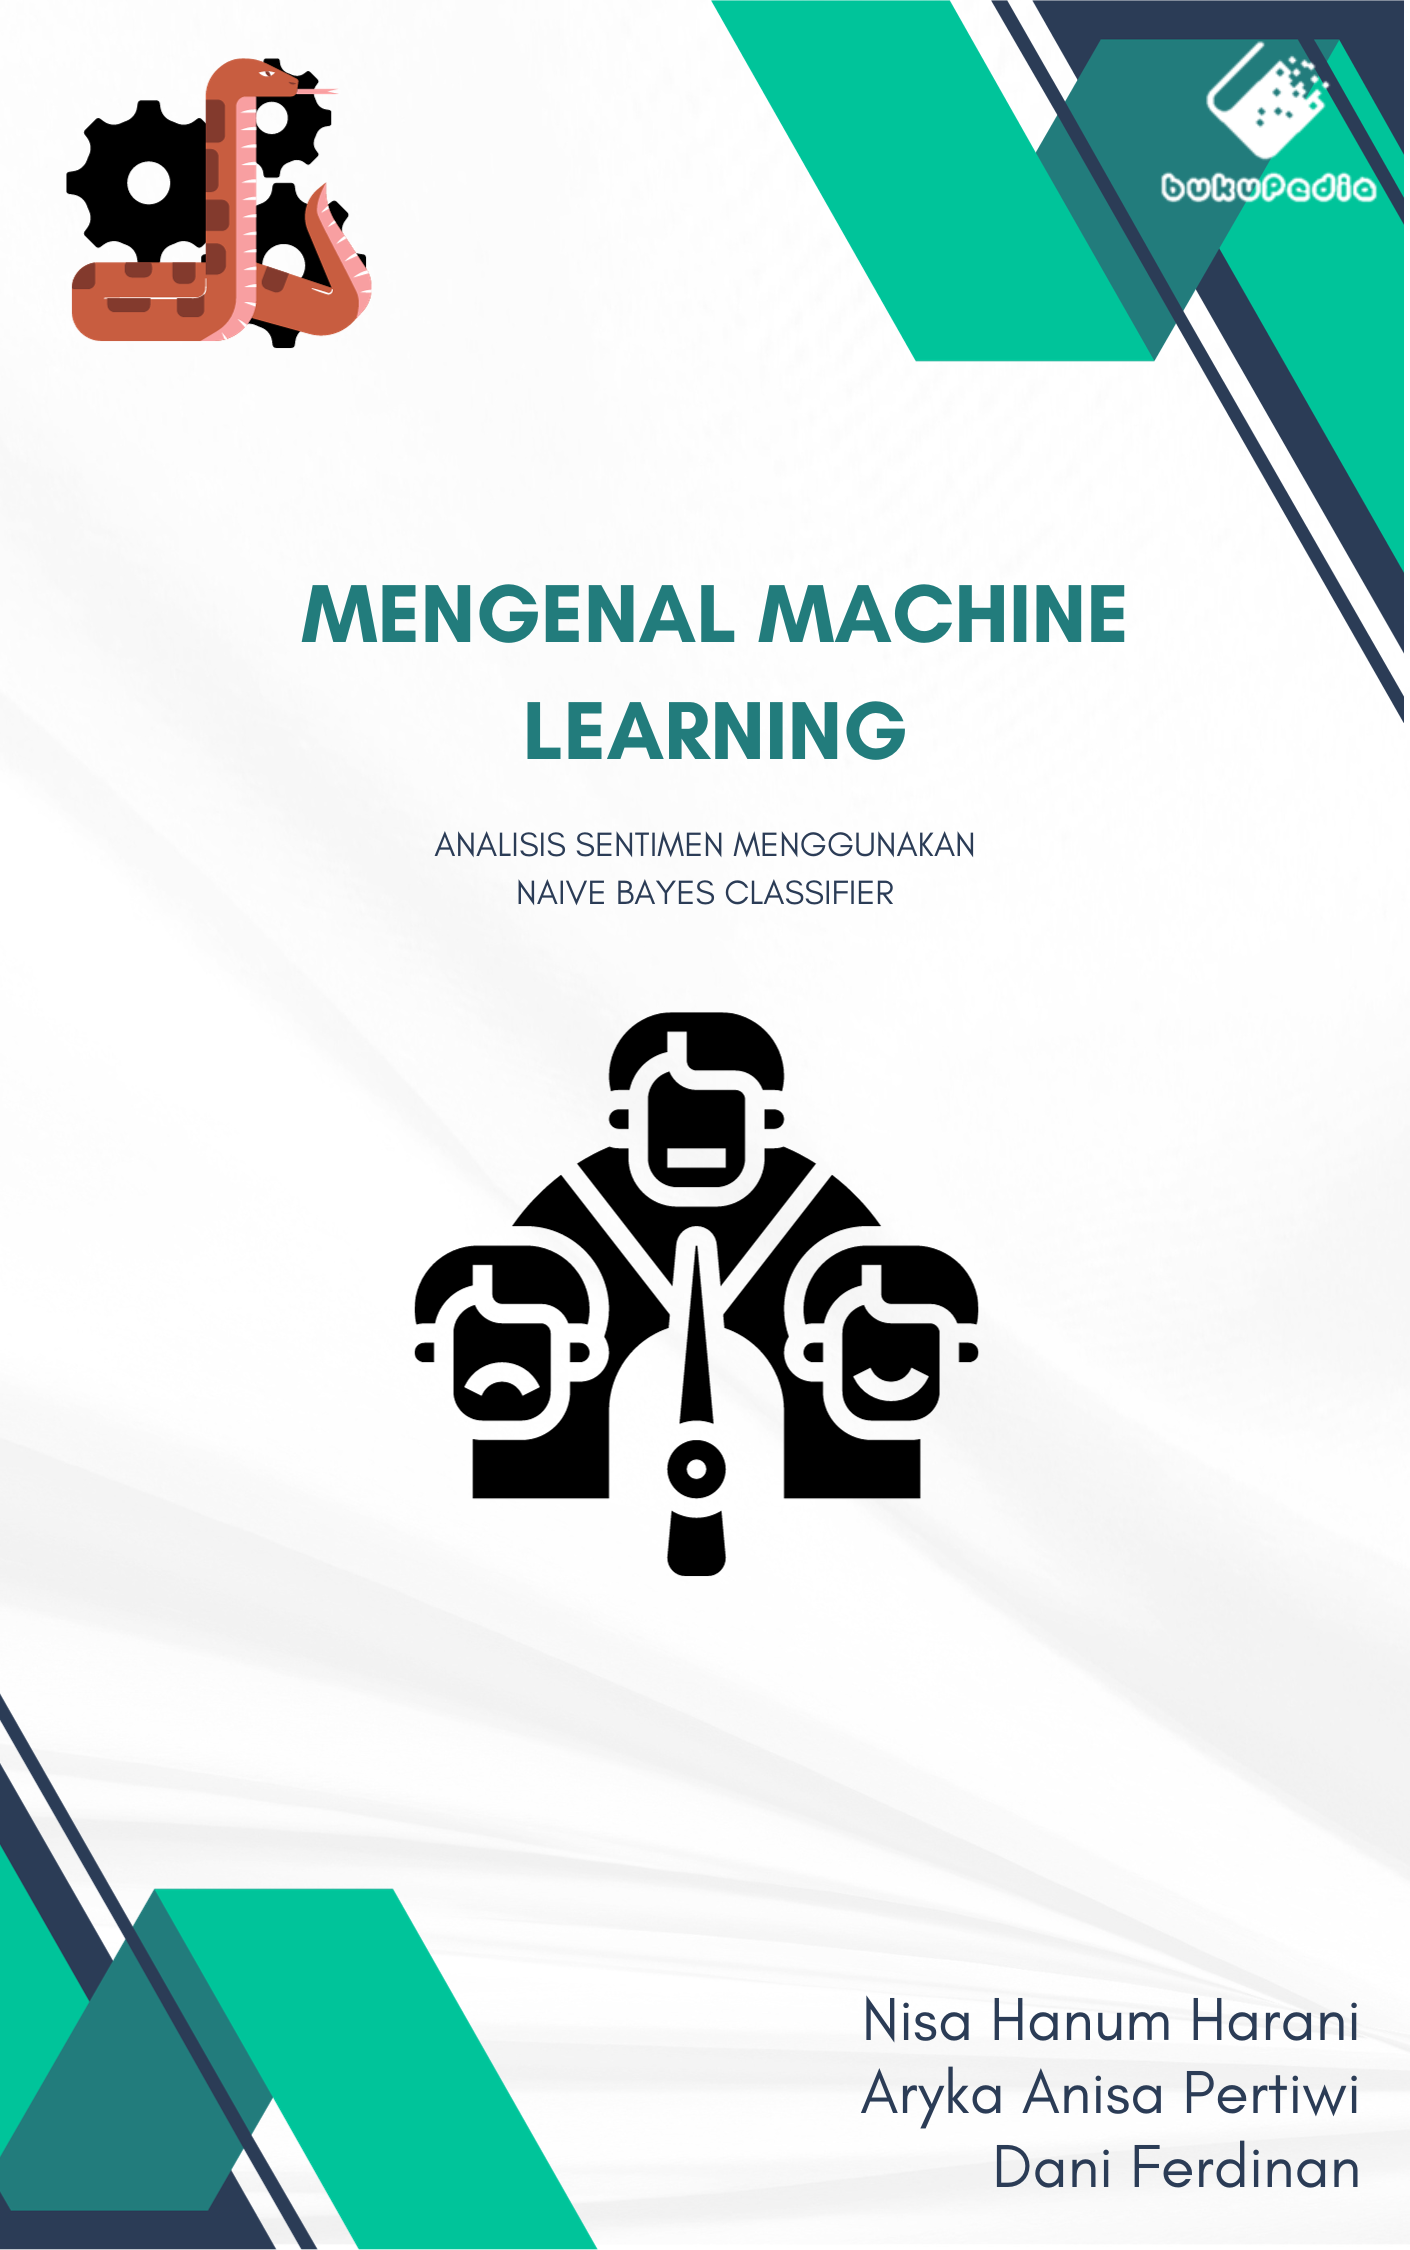 bukuPedia
MENGENAL MACHINE
LEARNING
ANALISIS SENTIMEN MENGGUNAKAN
NAIVE BAYES CLASSIFIER
Nisa Hanum Harani
Aryka Anisa Pertiwi
Dani Ferdinan